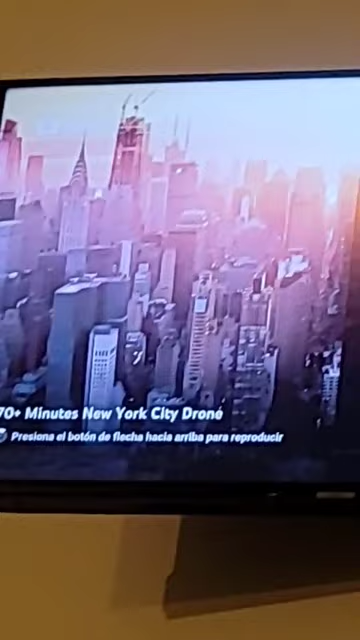 70+ Minutes New York City Drone
Presiona el botón de flecha hacia arriba para reproducir